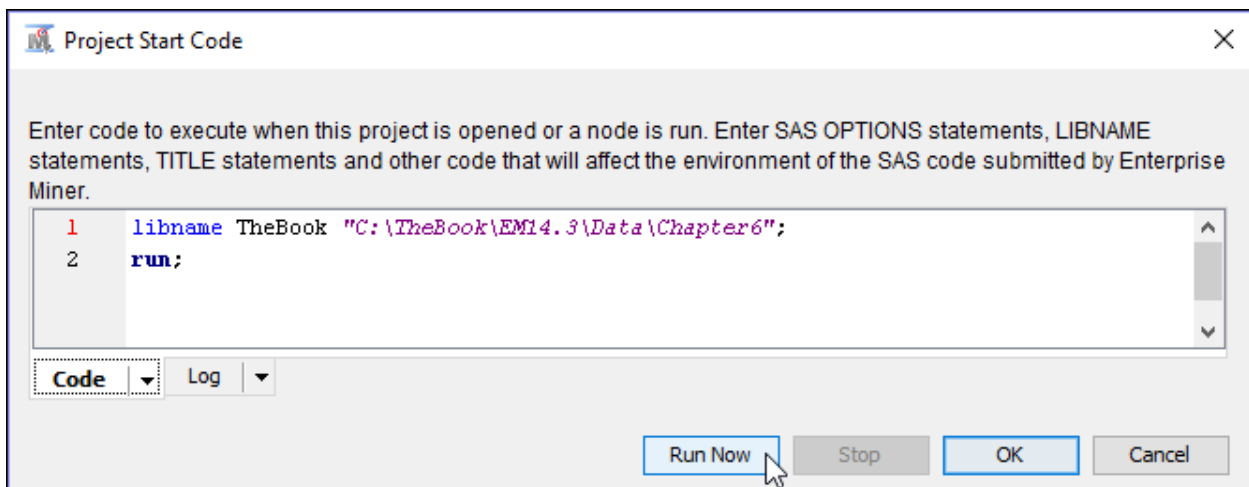 Project Start Code
Enter code to execute when this project is opened or a node is run. Enter SAS OPTIONS statements, LIBNAME
statements, TITLE statements and other code that will affect the environment of the SAS code submitted by Enterprise
Miner.
1 libname TheBook "C:\TheBook\EM14.3\Data\Chapter6";
2 run;
Code Log
Run Now Stop OK Cancel